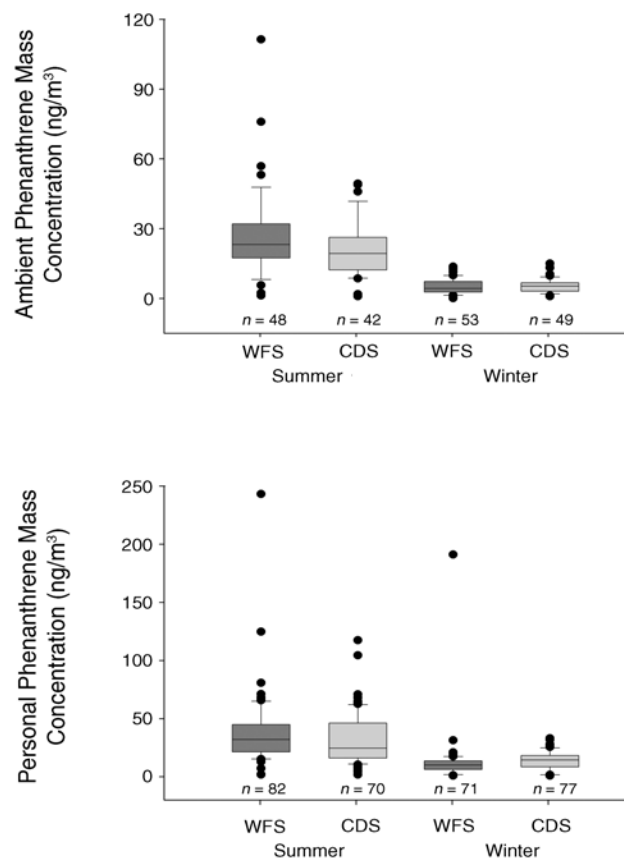 Ambient Phenanthrene Mass
Concentration (ng/m³)
120
90
60
30
0
n = 48
n = 42
n = 53
n = 49
WFS
CDS
WFS
CDS
Summer
Winter
Personal Phenanthrene Mass
Concentration (ng/m³)
250
200
150
100
50
0
n = 82
n = 70
n = 71
n = 77
WFS
CDS
WFS
CDS
Summer
Winter